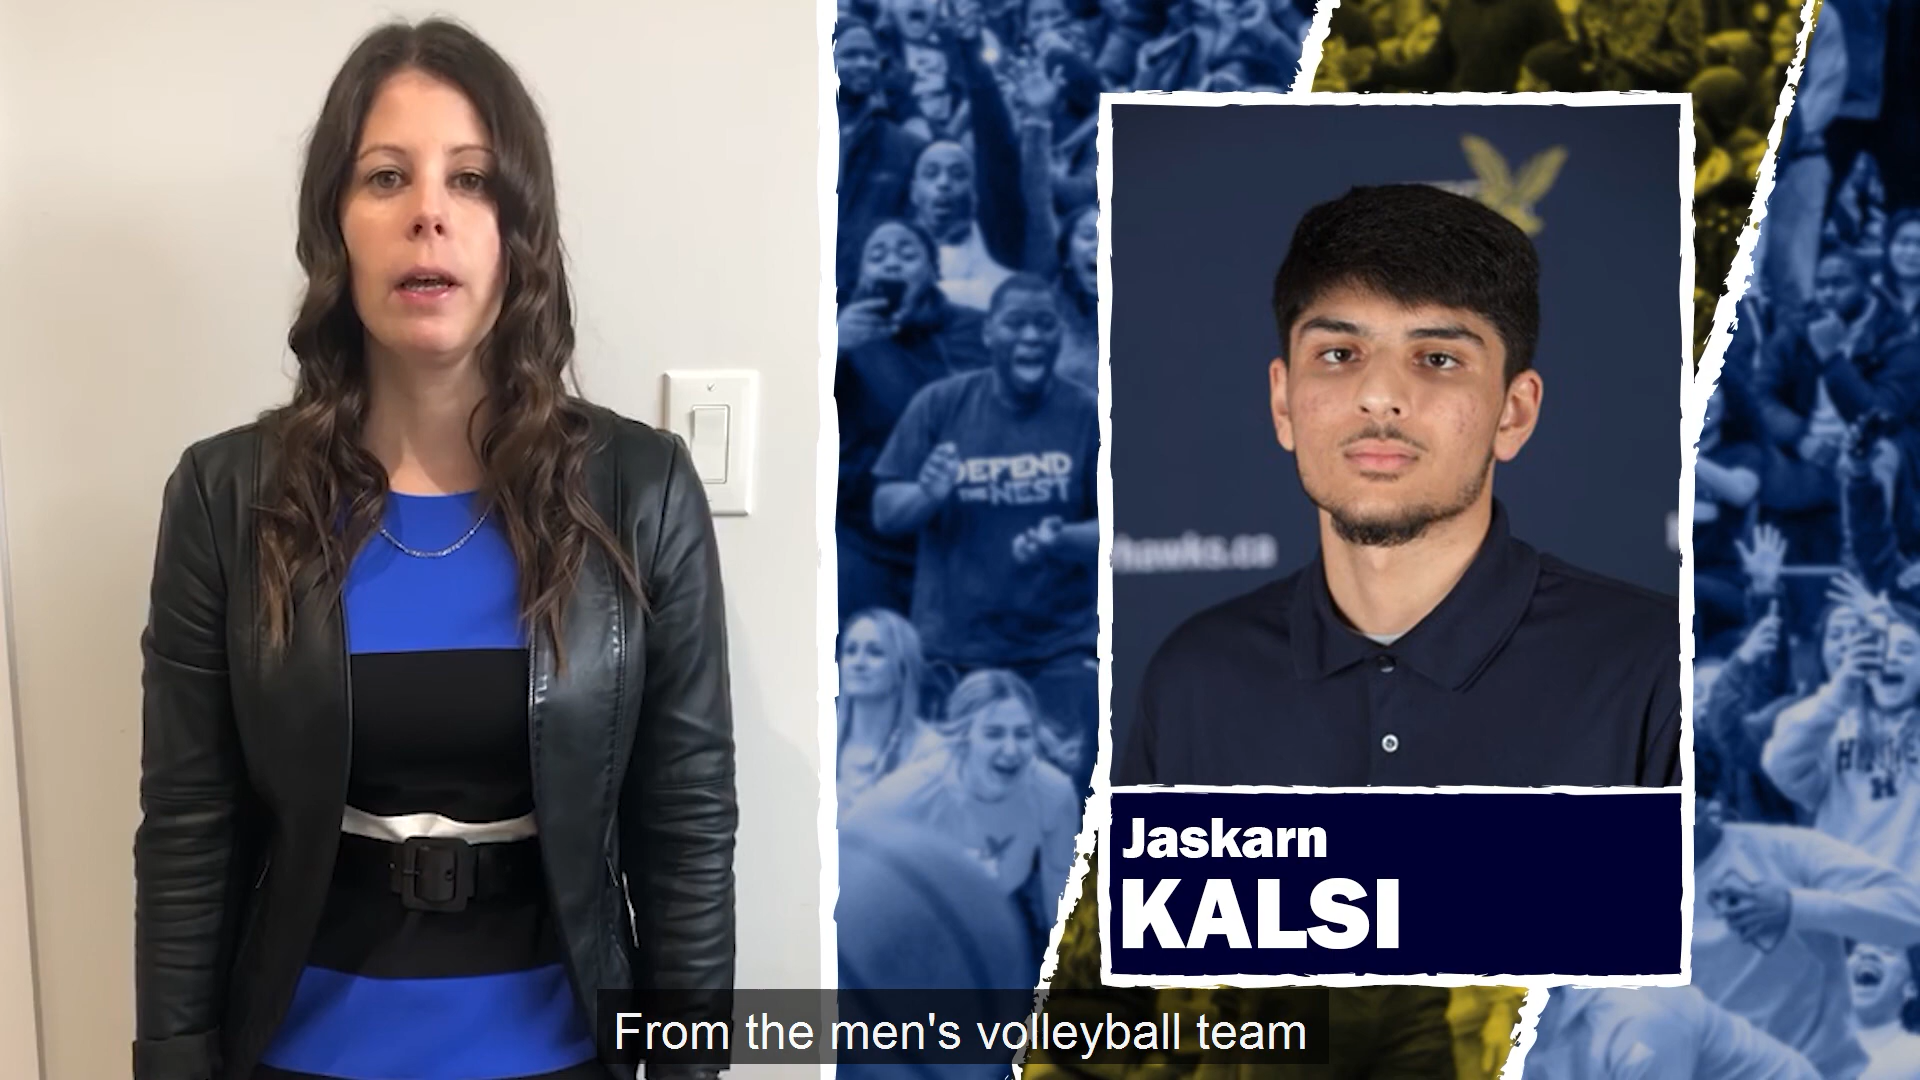 DEFEND
THE NEST
hawks.ca
Jaskarn
KALSI
From the men's volleyball team